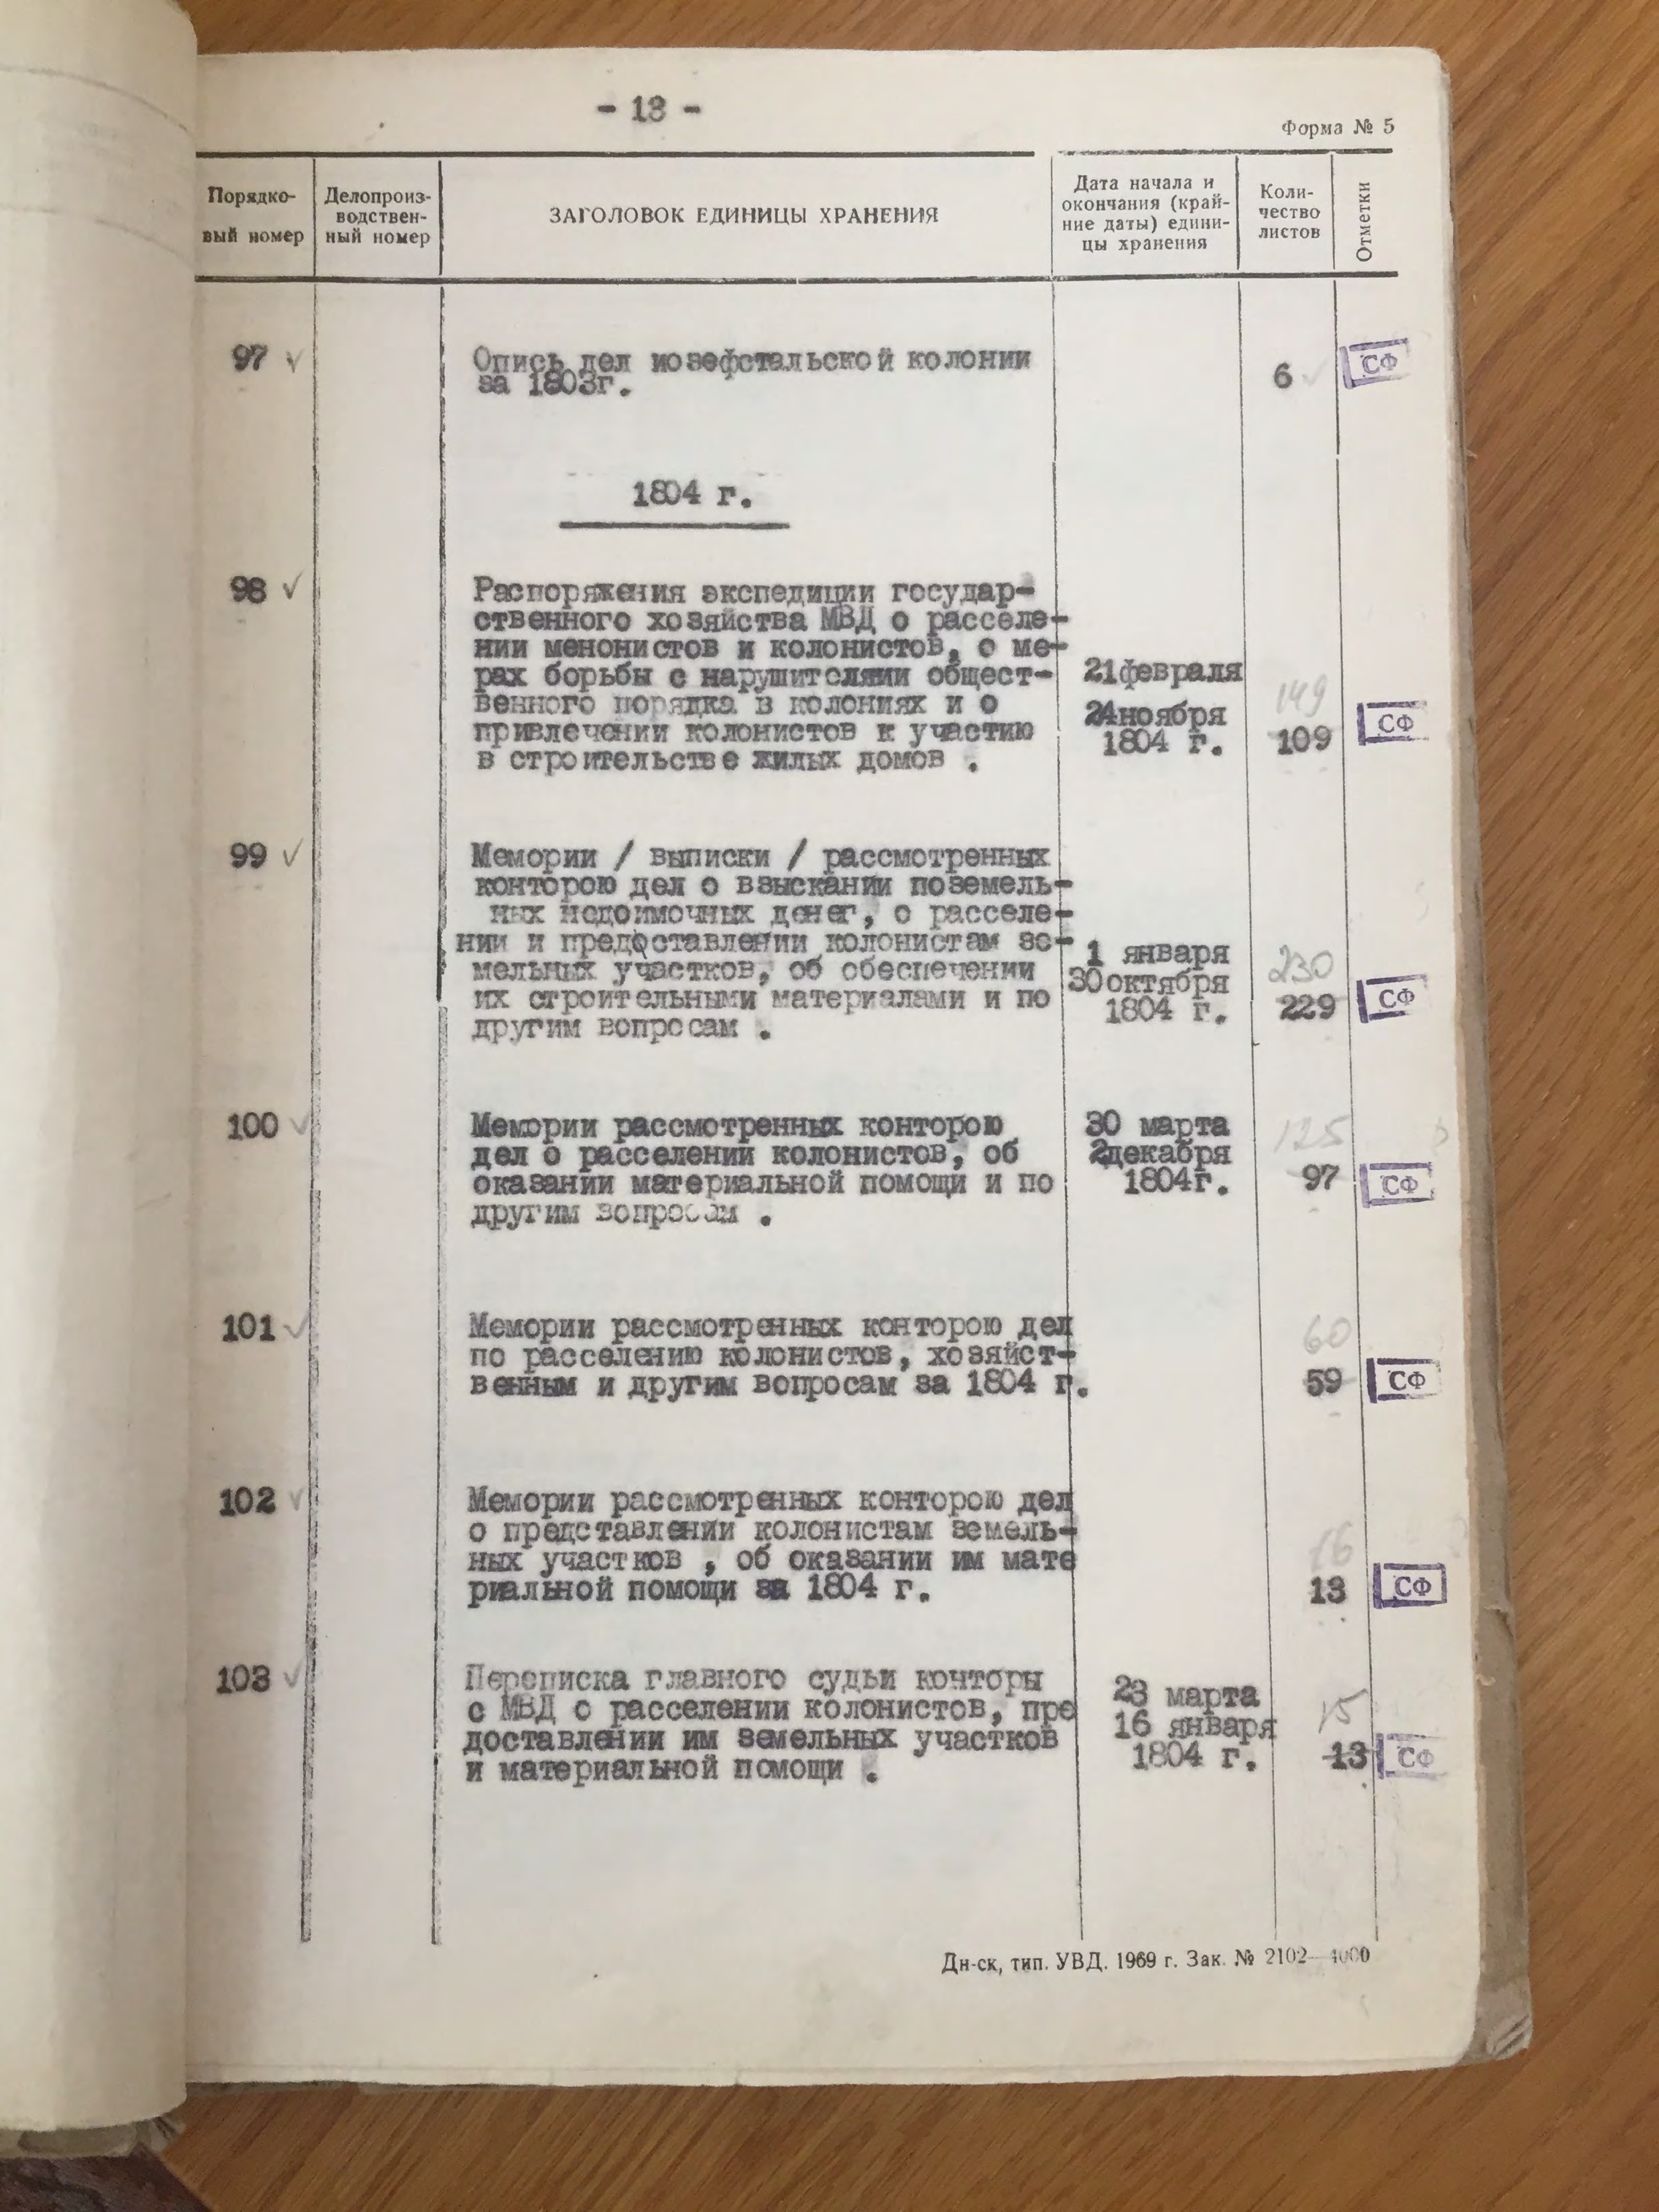 - 13 -
Форма № 5
Порядко-
вый номер
Делопроиз-
водствен-
ный номер
ЗАГОЛОВОК ЕДИНИЦЫ ХРАНЕНИЯ
Дата начала и
окончания (край-
ние даты) едини-
цы хранения
Коли-
чество
листов
Отметки
97 ✓
Опись дел иозефстальской колонии
за 1803г.
6
СФ
1804 г.
98 ✓
Распоряжения экспедиции государ-
ственного хозяйства МВД о расселе-
нии менонистов и колонистов, о ме-
рах борьбы с нарушителями общест-
венного порядка в колониях и о
привлечении колонистов к участию
в строительстве жилых домов .
21февраля
24ноября
1804 г.
149
109
СФ
99 ✓
Мемории / выписки / рассмотренных
конторою дел о взыскании поземель-
ных недоимочных денег, о расселе-
нии и предоставлении колонистам зе-
мельных участков, об обеспечении
их строительными материалами и по
другим вопросам .
1 января
30октября
1804 г.
230
229
СФ
100 ✓
Мемории рассмотренных конторою
дел о расселении колонистов, об
оказании материальной помощи и по
другим вопросам .
30 марта
2декабря
1804г.
125
97
СФ
101 ✓
Мемории рассмотренных конторою дел
по расселению колонистов, хозяйст-
венным и другим вопросам за 1804 г.
60
59
СФ
102 ✓
Мемории рассмотренных конторою дел
о представлении колонистам земель-
ных участков , об оказании им мате
риальной помощи за 1804 г.
16
13
СФ
103 ✓
Переписка главного судьи конторы
с МВД о расселении колонистов, пре
доставлении им земельных участков
и материальной помощи .
23 марта
16 января
1804 г.
15
13
СФ
Дн-ск, тип. УВД. 1969 г. Зак. № 2102—4000